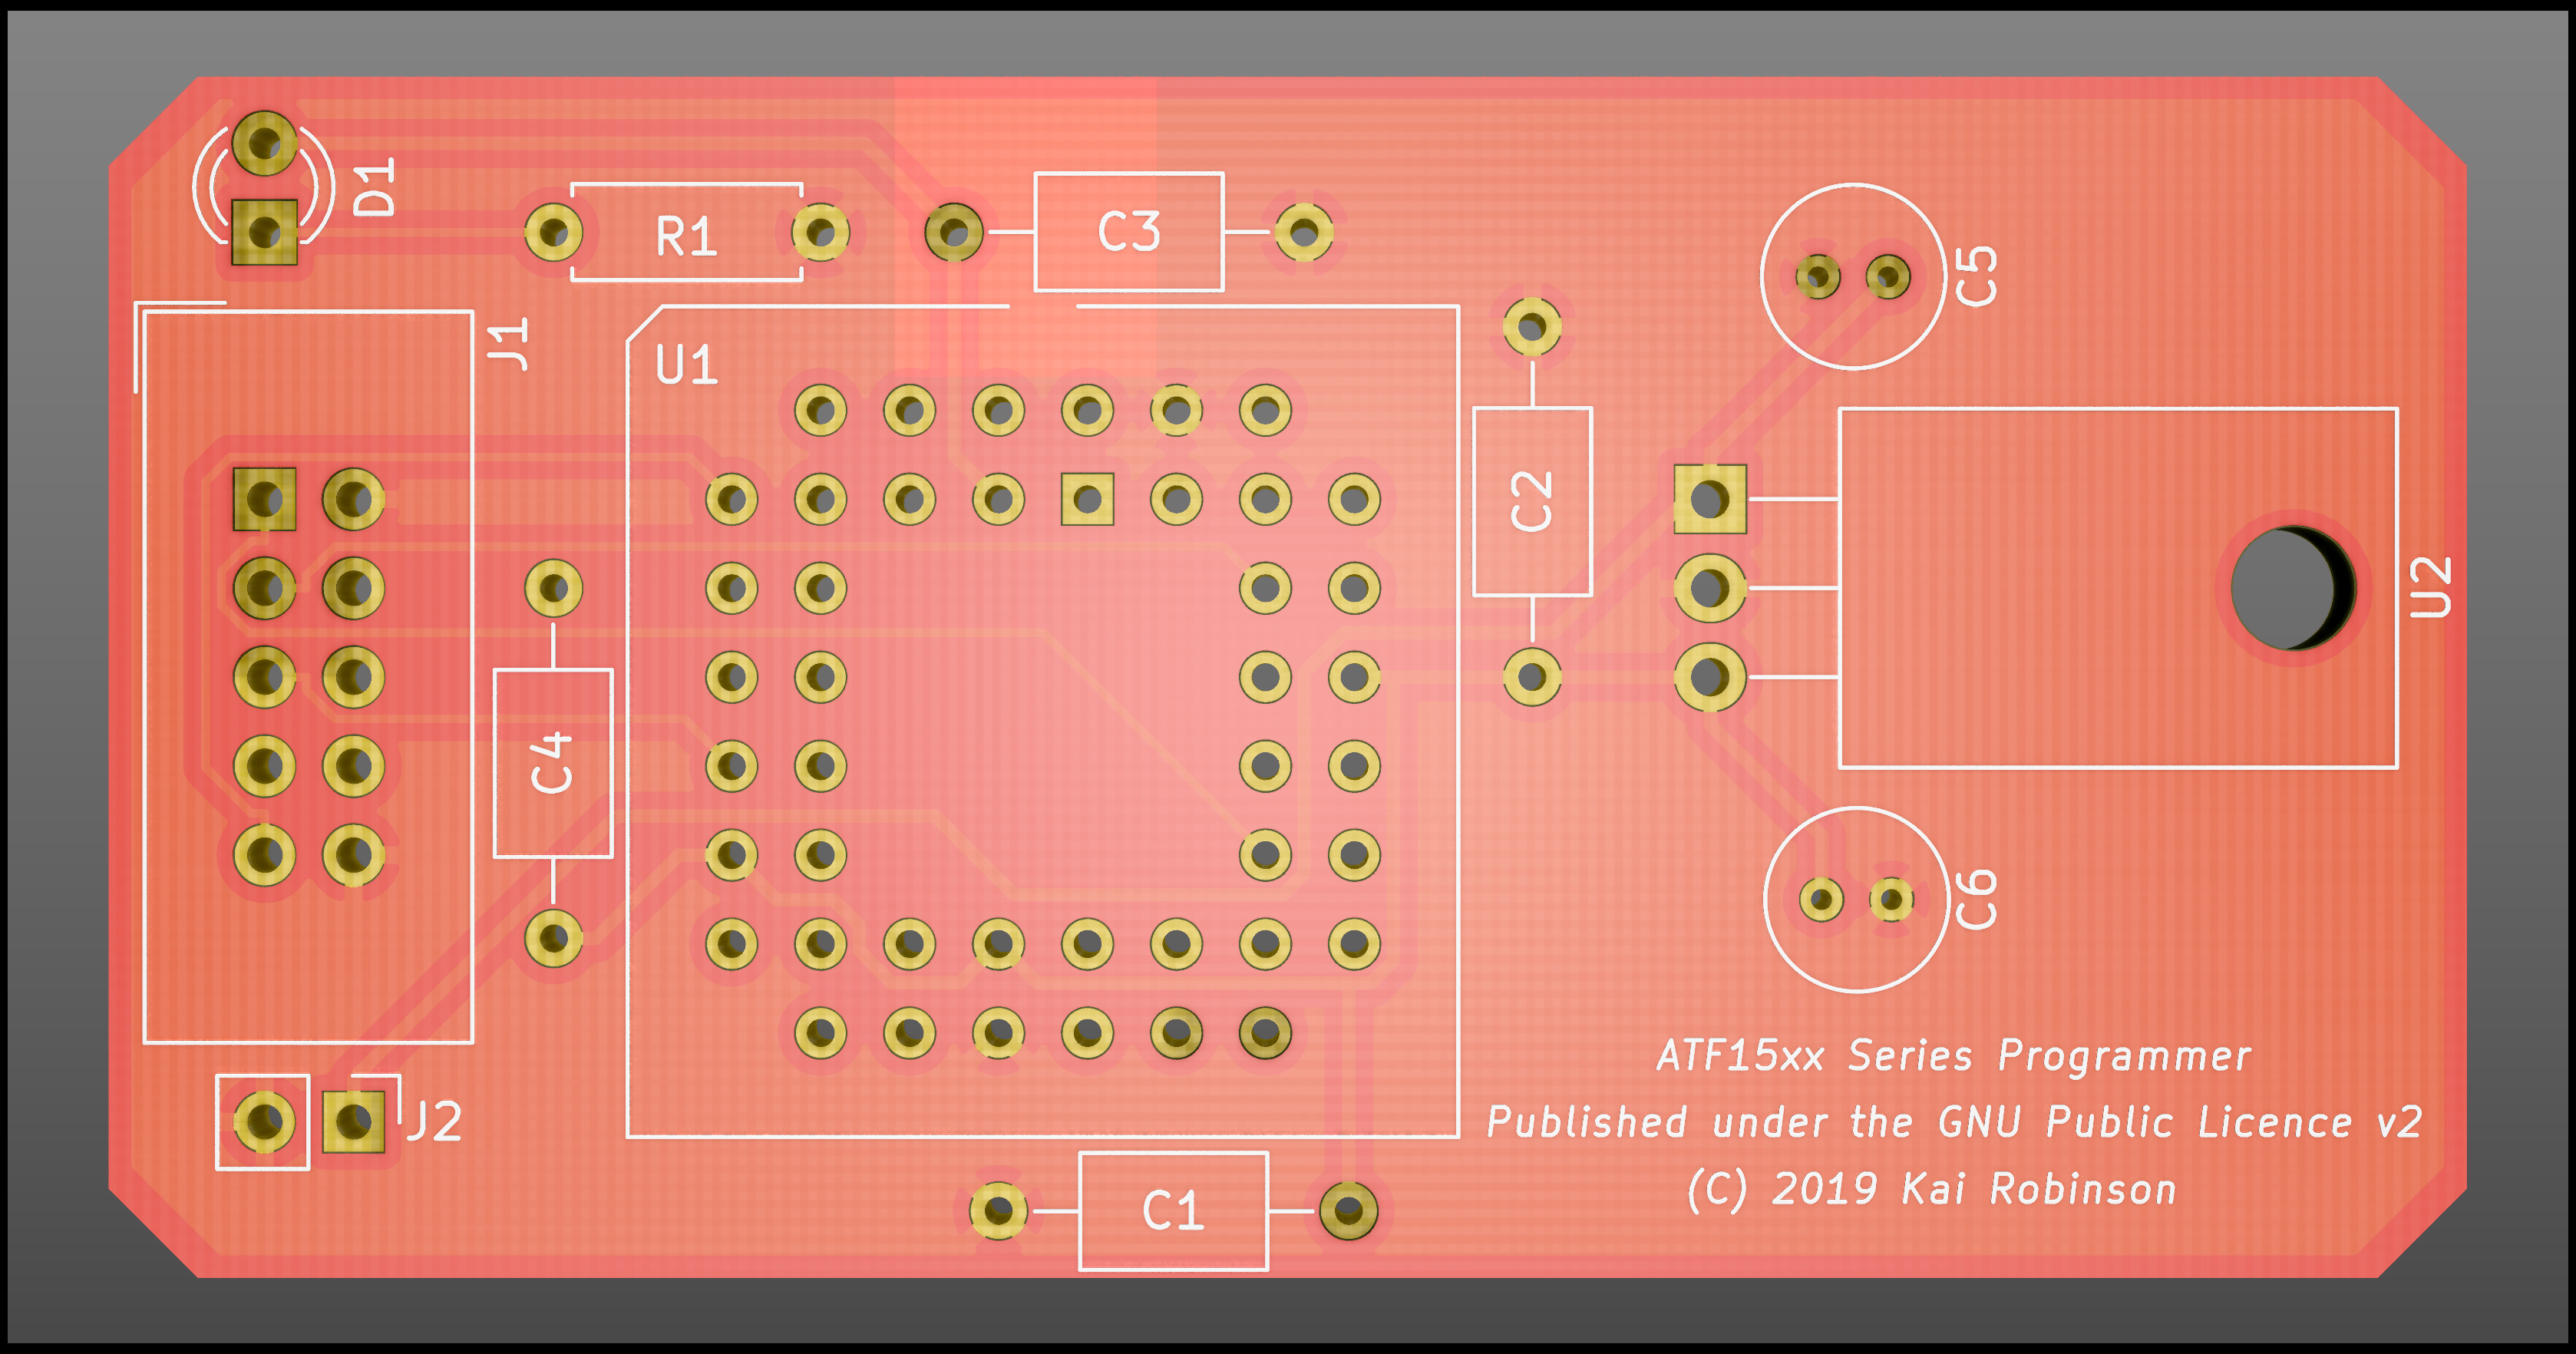 D1
R1
C3
C5
J1
U1
C2
U2
C4
C6
J2
C1
ATF15xx Series Programmer
Published under the GNU Public Licence v2
(C) 2019 Kai Robinson